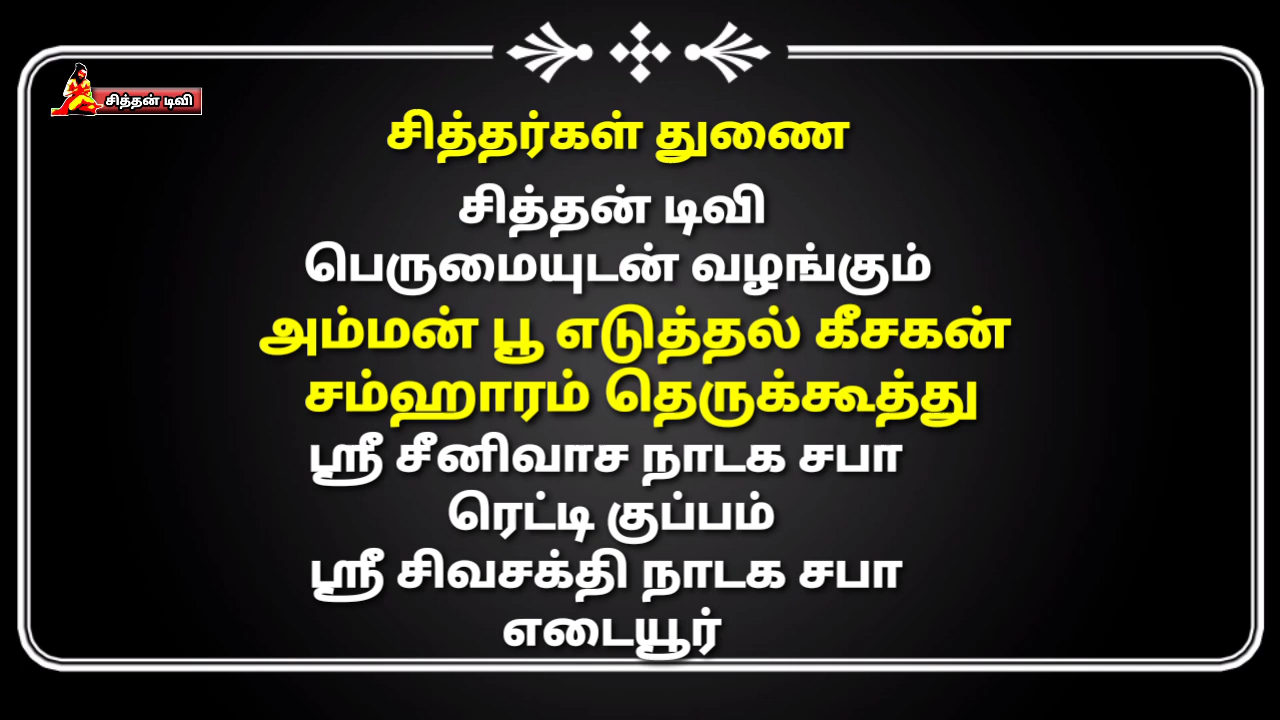 சித்தன் டிவி
சித்தர்கள் துணை
சித்தன் டிவி
பெருமையுடன் வழங்கும்
அம்மன் பூ எடுத்தல் கீசகன்
சம்ஹாரம் தெருக்கூத்து
ஸ்ரீ சீனிவாச நாடக சபா
ரெட்டி குப்பம்
ஸ்ரீ சிவசக்தி நாடக சபா
எடையூர்